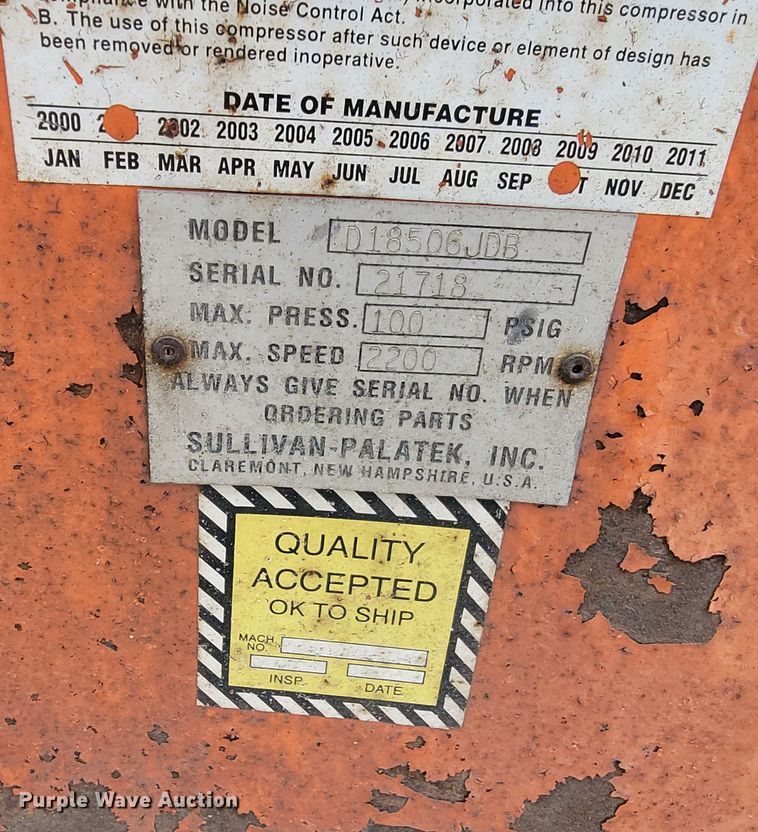 compliance with the Noise Control Act. incorporated into this compressor in
B. The use of this compressor after such device or element of design has
been removed or rendered inoperative.
DATE OF MANUFACTURE
2000 2002 2003 2004 2005 2006 2007 2008 2009 2010 2011
JAN FEB MAR APR MAY JUN JUL AUG SEP T NOV DEC
MODEL D18506JDB
SERIAL NO. 21718
MAX. PRESS. 100 PSIG
MAX. SPEED 2200 RPM
ALWAYS GIVE SERIAL NO. WHEN
ORDERING PARTS
SULLIVAN-PALATEK, INC.
CLAREMONT, NEW HAMPSHIRE, U.S.A.
QUALITY
ACCEPTED
OK TO SHIP
MACH.
NO.
INSP. DATE
Purple Wave Auction